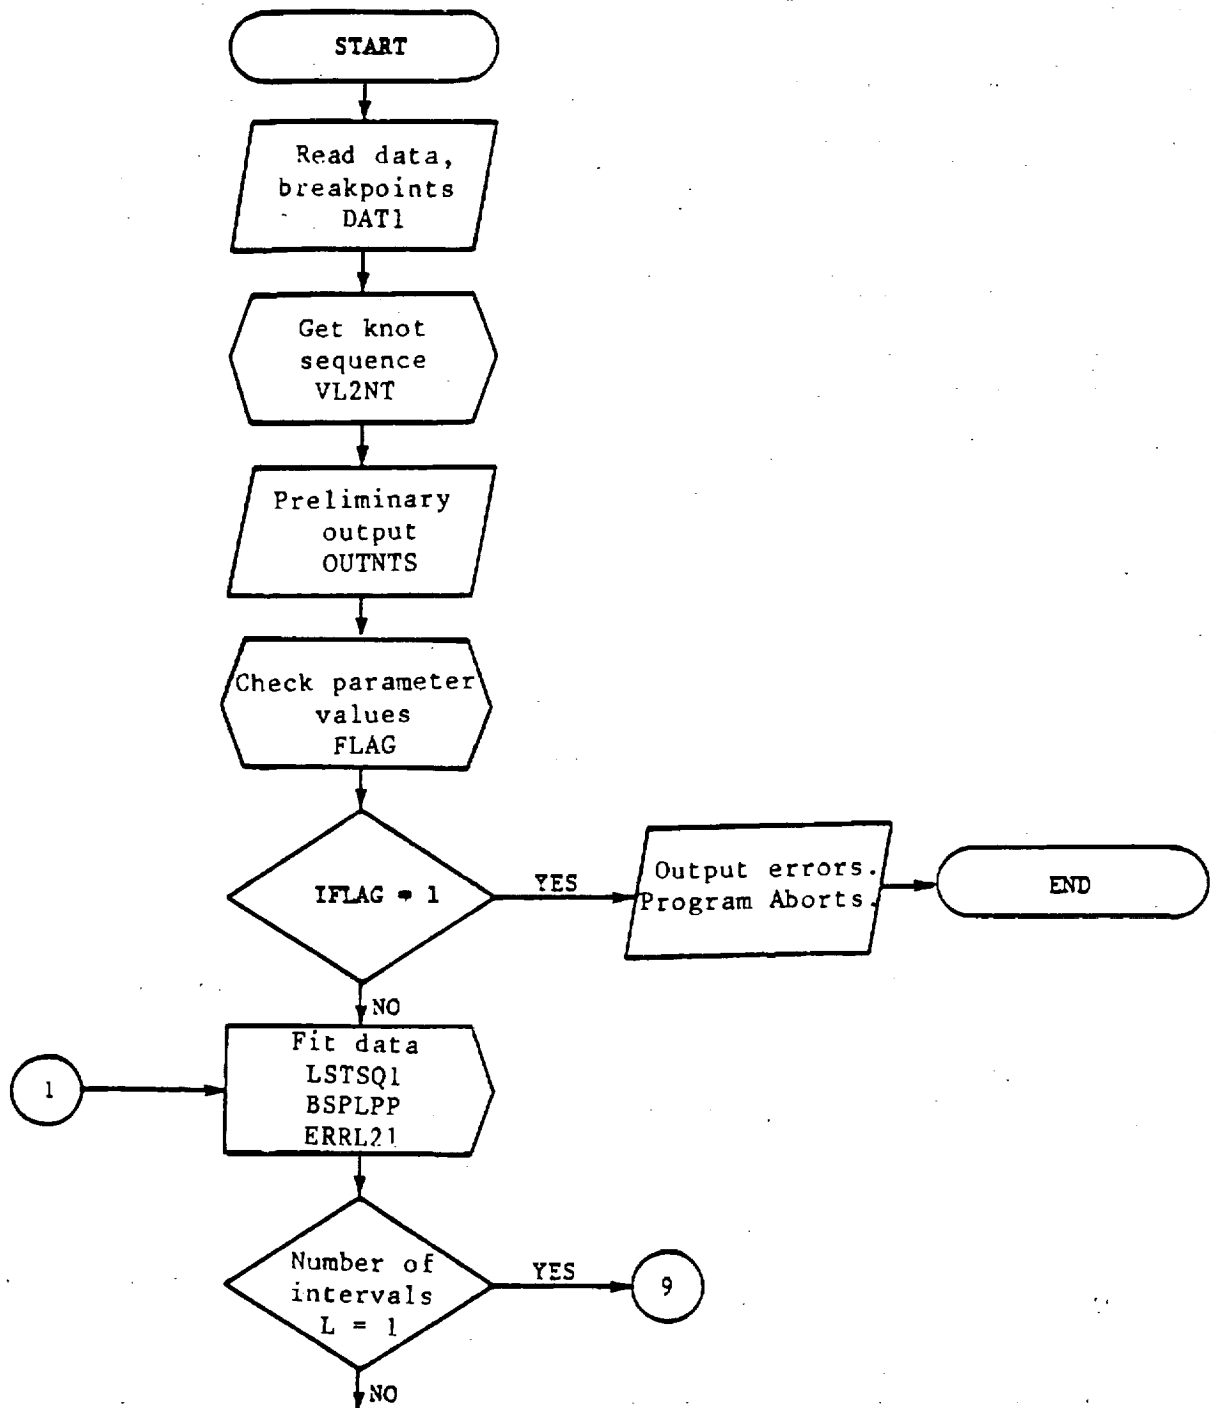 START
Read data,
breakpoints
DAT1
Get knot
sequence
VL2NT
Preliminary
output
OUTNTS
Check parameter
values
FLAG
IFLAG = 1
YES
Output errors.
Program Aborts.
END
NO
1
Fit data
LSTSQ1
BSPLPP
ERRL21
Number of
intervals
L = 1
YES
9
NO